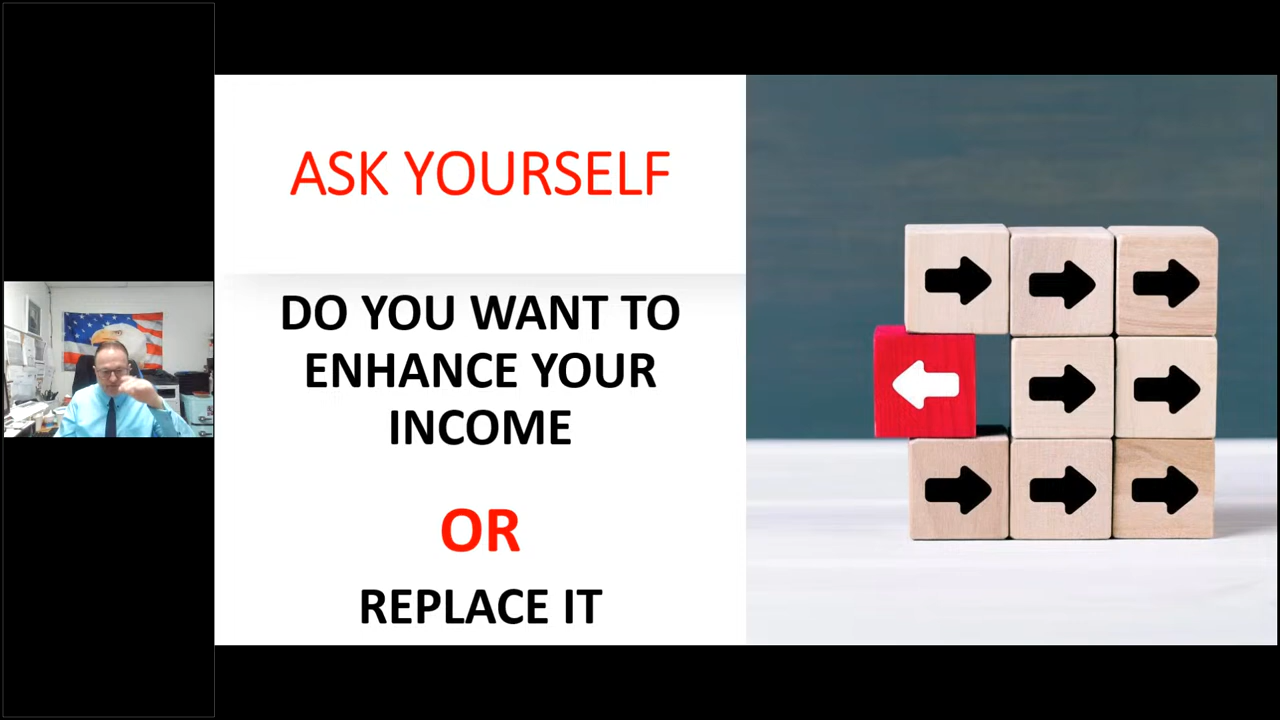 ASK YOURSELF
DO YOU WANT TO
ENHANCE YOUR
INCOME
OR
REPLACE IT